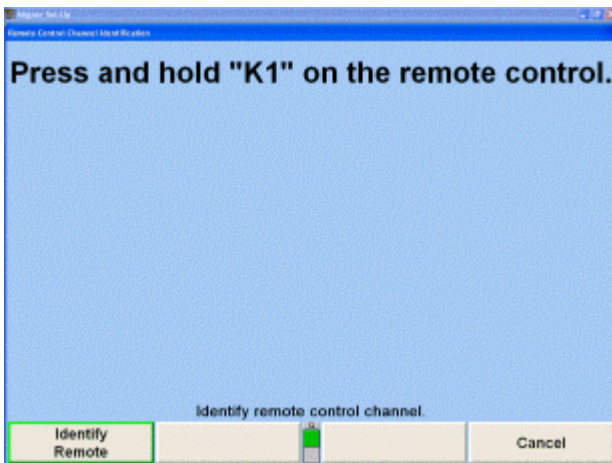 Aligner Set-Up
Remote Control Channel Identification
Press and hold "K1" on the remote control.
Identify remote control channel.
Identify
Remote
Cancel